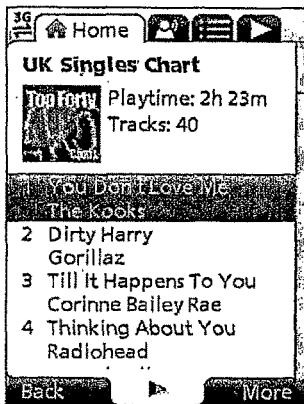 3G
Home
UK Singles Chart
Top Forty
Playtime: 2h 23m
Tracks: 40
1 You Don't Love Me
The Kooks
2 Dirty Harry
Gorillaz
3 Till It Happens To You
Corinne Bailey Rae
4 Thinking About You
Radiohead
Back
More